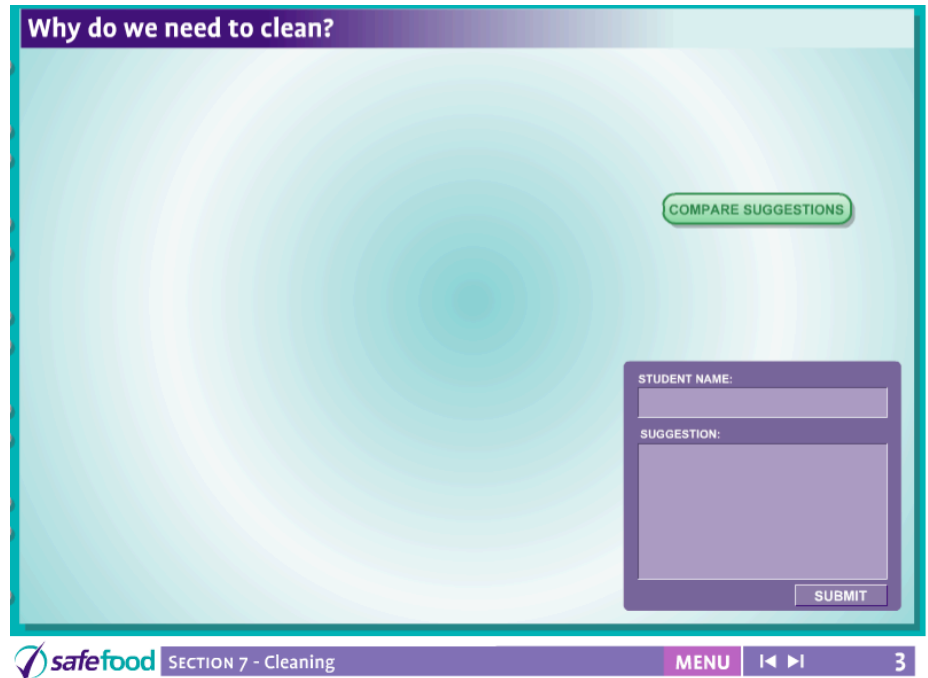 Why do we need to clean?
COMPARE SUGGESTIONS
STUDENT NAME:
SUGGESTION:
SUBMIT
safefood SECTION 7 - Cleaning MENU 3